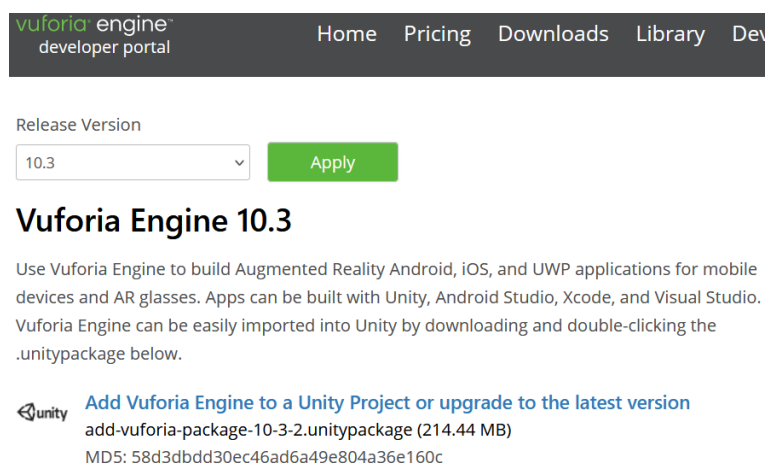 vuforia engine™
developer portal
Home Pricing Downloads Library Dev
Release Version
10.3
Apply
Vuforia Engine 10.3
Use Vuforia Engine to build Augmented Reality Android, iOS, and UWP applications for mobile
devices and AR glasses. Apps can be built with Unity, Android Studio, Xcode, and Visual Studio.
Vuforia Engine can be easily imported into Unity by downloading and double-clicking the
.unitypackage below.
unity
Add Vuforia Engine to a Unity Project or upgrade to the latest version
add-vuforia-package-10-3-2.unitypackage (214.44 MB)
MD5: 58d3dbdd30ec46ad6a49e804a36e160c